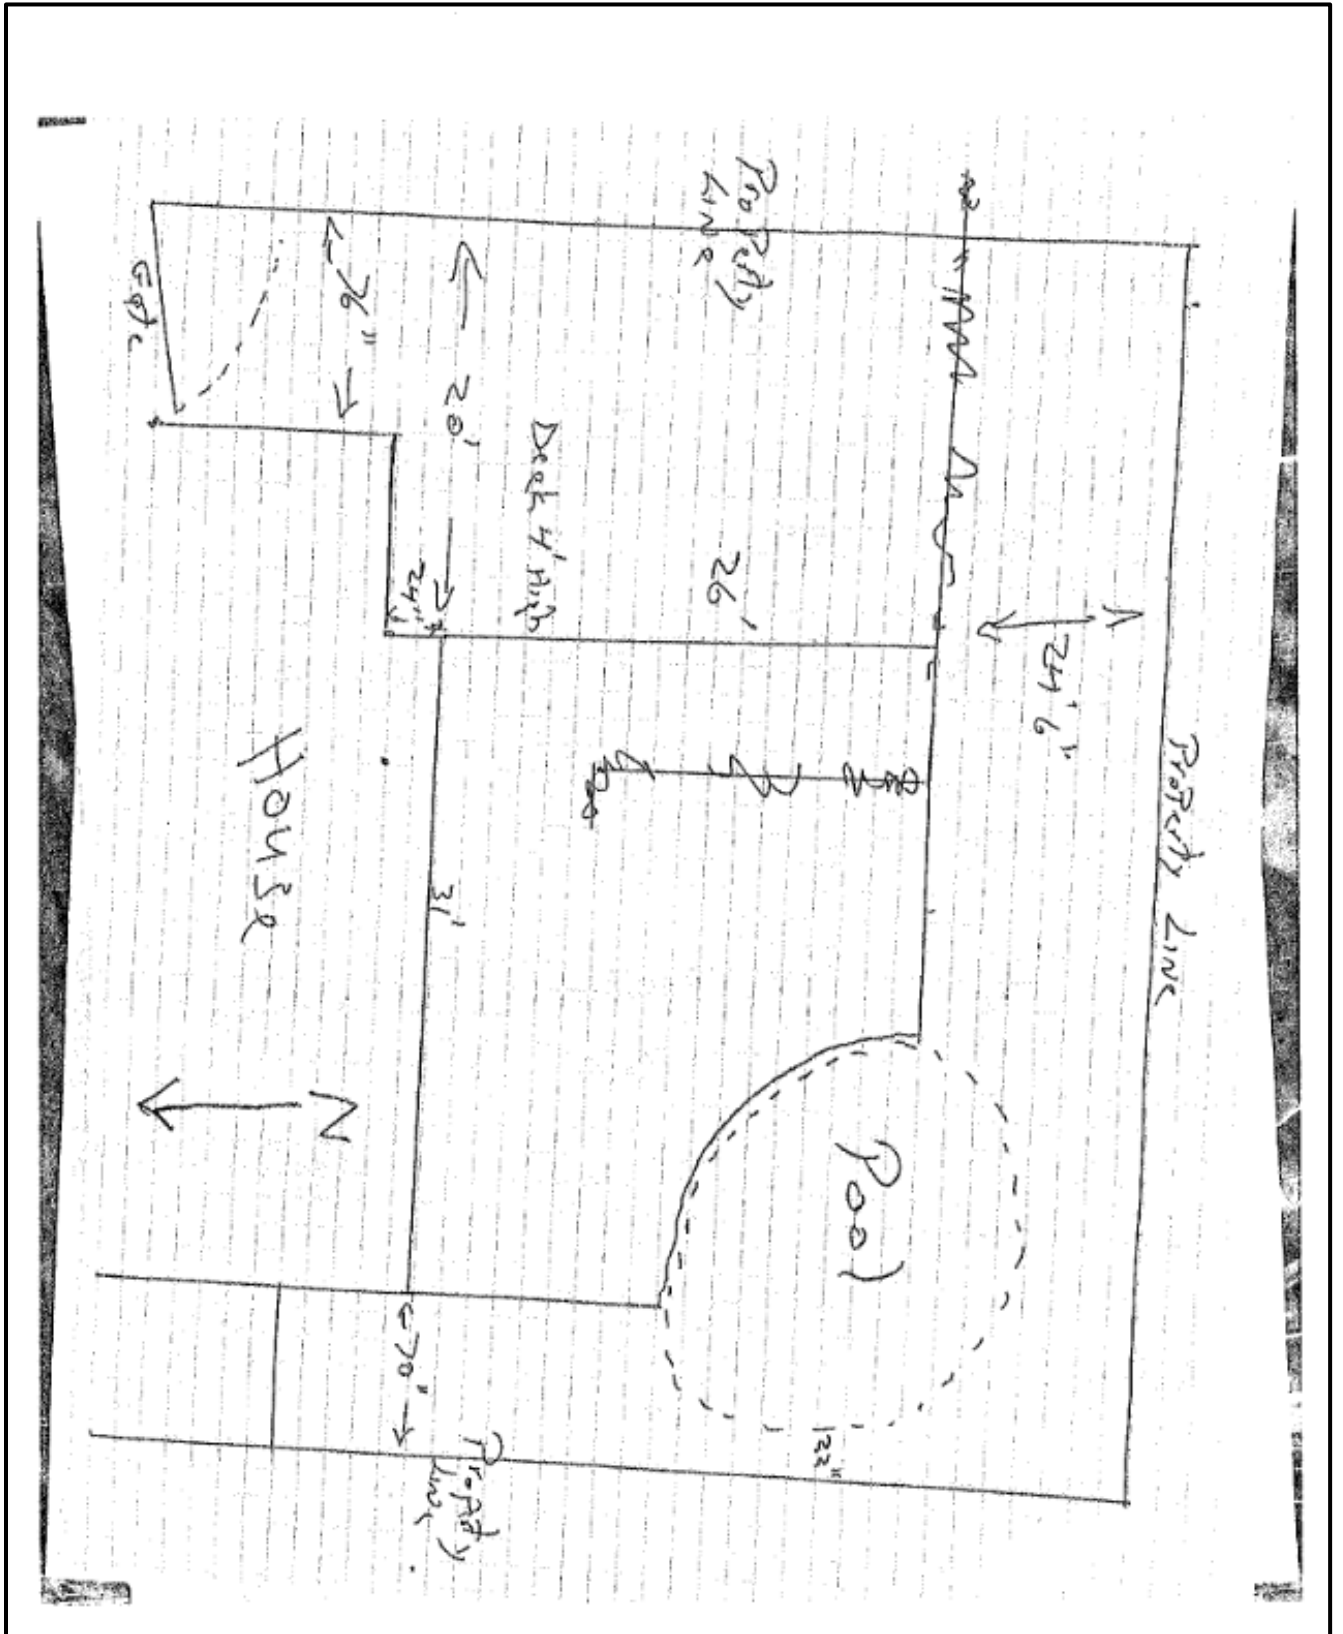 ProPerty LiNe
24' 6"
ProPerty
LiNe
26'
Pool
Deck 4' High
20'
31'
24"
70"
ProPerty
LiNe
76"
N
House
Gate